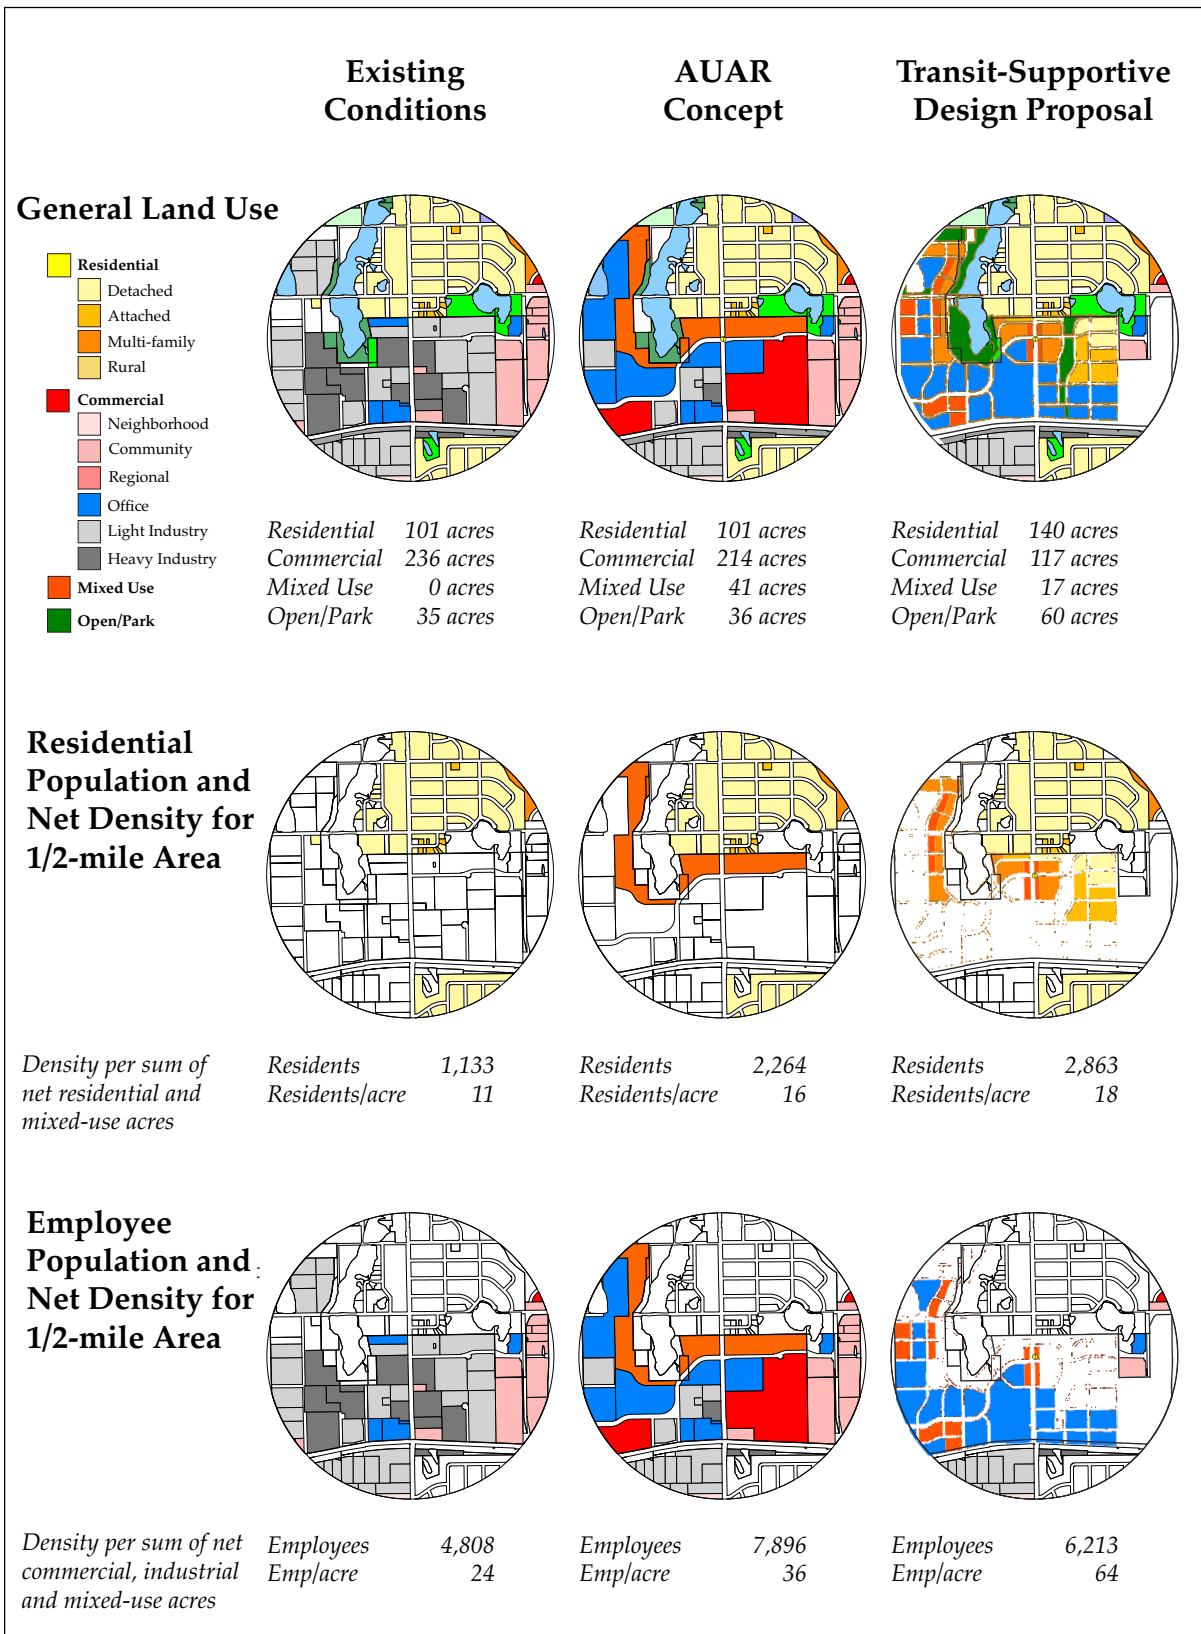 Existing
Conditions
AUAR
Concept
Transit-Supportive
Design Proposal
General Land Use
Residential
Detached
Attached
Multi-family
Rural
Commercial
Neighborhood
Community
Regional
Office
Light Industry
Heavy Industry
Mixed Use
Open/Park
Residential 101 acres
Commercial 236 acres
Mixed Use 0 acres
Open/Park 35 acres
Residential 101 acres
Commercial 214 acres
Mixed Use 41 acres
Open/Park 36 acres
Residential 140 acres
Commercial 117 acres
Mixed Use 17 acres
Open/Park 60 acres
Residential
Population and
Net Density for
1/2-mile Area
Density per sum of
net residential and
mixed-use acres
Residents 1,133
Residents/acre 11
Residents 2,264
Residents/acre 16
Residents 2,863
Residents/acre 18
Employee
Population and
Net Density for
1/2-mile Area
Density per sum of net
commercial, industrial
and mixed-use acres
Employees 4,808
Emp/acre 24
Employees 7,896
Emp/acre 36
Employees 6,213
Emp/acre 64